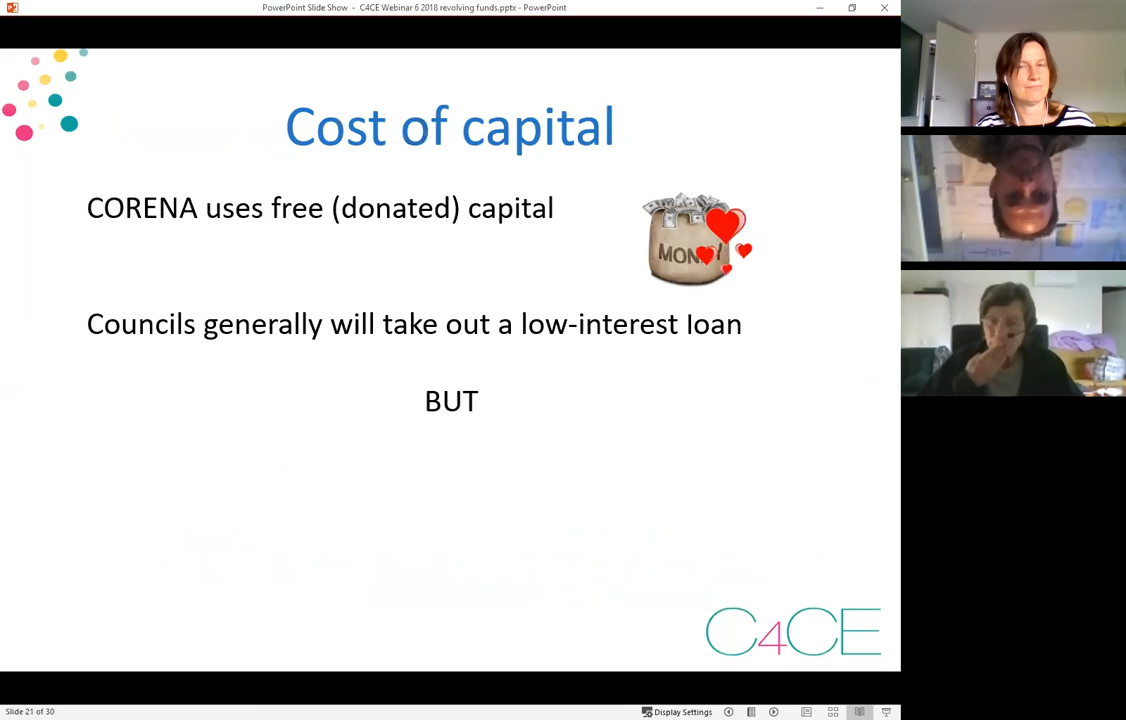 PowerPoint Slide Show - C4CE Webinar 6 2018 revolving funds.pptx - PowerPoint
Cost of capital
CORENA uses free (donated) capital
MONEY
Councils generally will take out a low-interest loan
BUT
C4CE
Slide 21 of 30
Display Settings